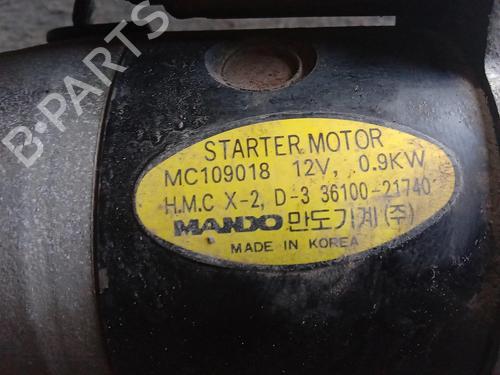 B-PARTS
STARTER MOTOR
MC109018 12V, 0.9KW
H.M.C X-2, D-3 36100-21740
MANDO 만도기계(주)
MADE IN KOREA